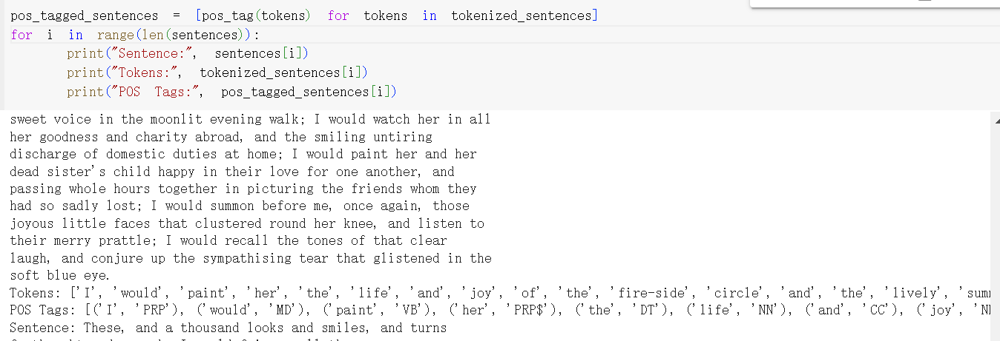 pos_tagged_sentences = [pos_tag(tokens) for tokens in tokenized_sentences]
for i in range(len(sentences)):
print("Sentence:", sentences[i])
print("Tokens:", tokenized_sentences[i])
print("POS Tags:", pos_tagged_sentences[i])
sweet voice in the moonlit evening walk; I would watch her in all
her goodness and charity abroad, and the smiling untiring
discharge of domestic duties at home; I would paint her and her
dead sister's child happy in their love for one another, and
passing whole hours together in picturing the friends whom they
had so sadly lost; I would summon before me, once again, those
joyous little faces that clustered round her knee, and listen to
their merry prattle; I would recall the tones of that clear
laugh, and conjure up the sympathising tear that glistened in the
soft blue eye.
Tokens: ['I', 'would', 'paint', 'her', 'the', 'life', 'and', 'joy', 'of', 'the', 'fire-side', 'circle', 'and', 'the', 'lively',
POS Tags: [('I', 'PRP'), ('would', 'MD'), ('paint', 'VB'), ('her', 'PRP$'), ('the', 'DT'), ('life', 'NN'), ('and', 'CC'), ('joy',
Sentence: These, and a thousand looks and smiles, and turns